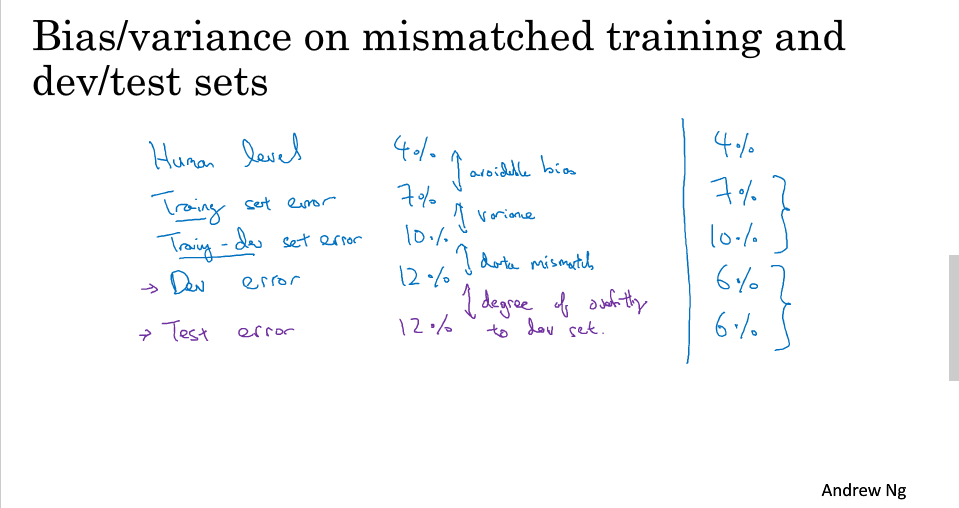 Bias/variance on mismatched training and
dev/test sets
Human level 4% 4%
avoidable bias
Traing set error 7% 7%
variance
Traing-dev set error 10% 10%
data mismatch
→ Dev error 12% 6%
degree of overfitting
→ Test error 12% to dev set. 6%
Andrew Ng